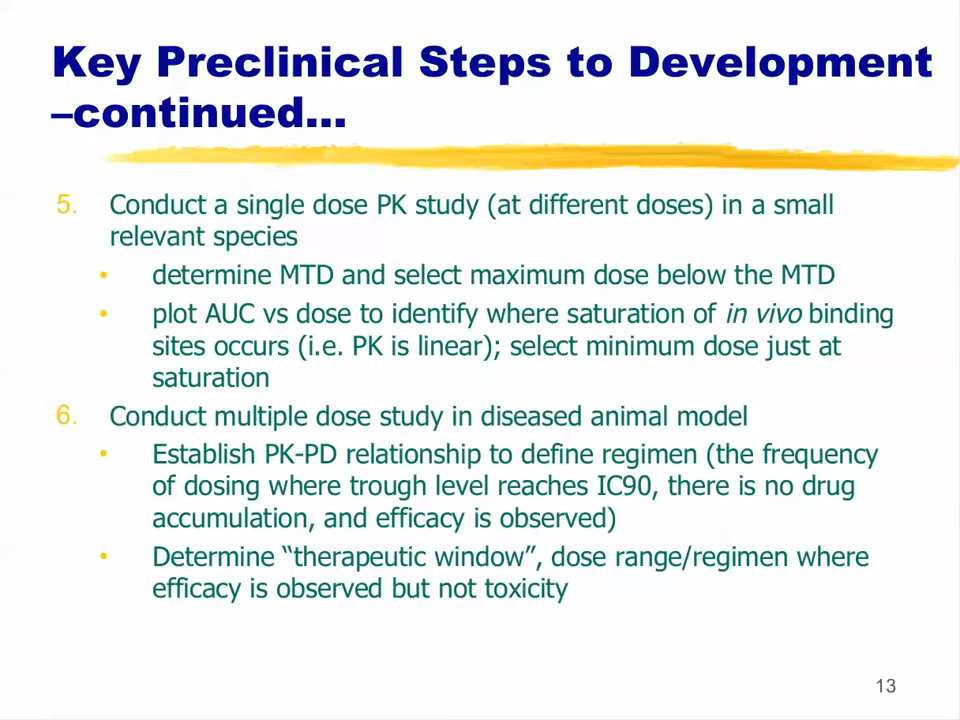 Key Preclinical Steps to Development
–continued…
5. Conduct a single dose PK study (at different doses) in a small
relevant species
• determine MTD and select maximum dose below the MTD
• plot AUC vs dose to identify where saturation of in vivo binding
sites occurs (i.e. PK is linear); select minimum dose just at
saturation
6. Conduct multiple dose study in diseased animal model
• Establish PK-PD relationship to define regimen (the frequency
of dosing where trough level reaches IC90, there is no drug
accumulation, and efficacy is observed)
• Determine “therapeutic window”, dose range/regimen where
efficacy is observed but not toxicity
13